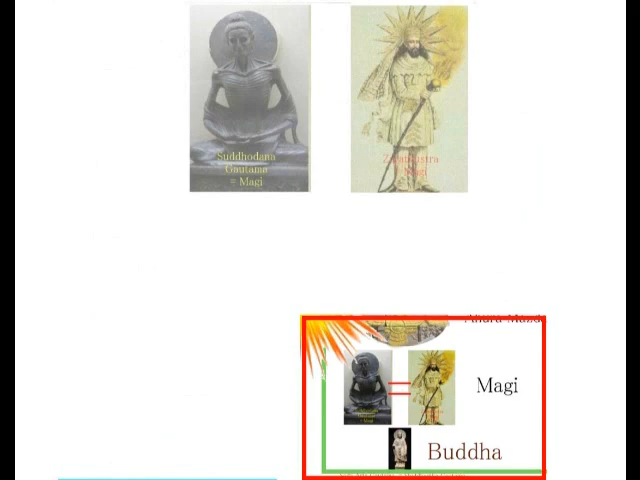 Suddhodana
Gautama
= Magi
Zarathustra
Magi
Ahura Mazda
=
Magi
Buddha